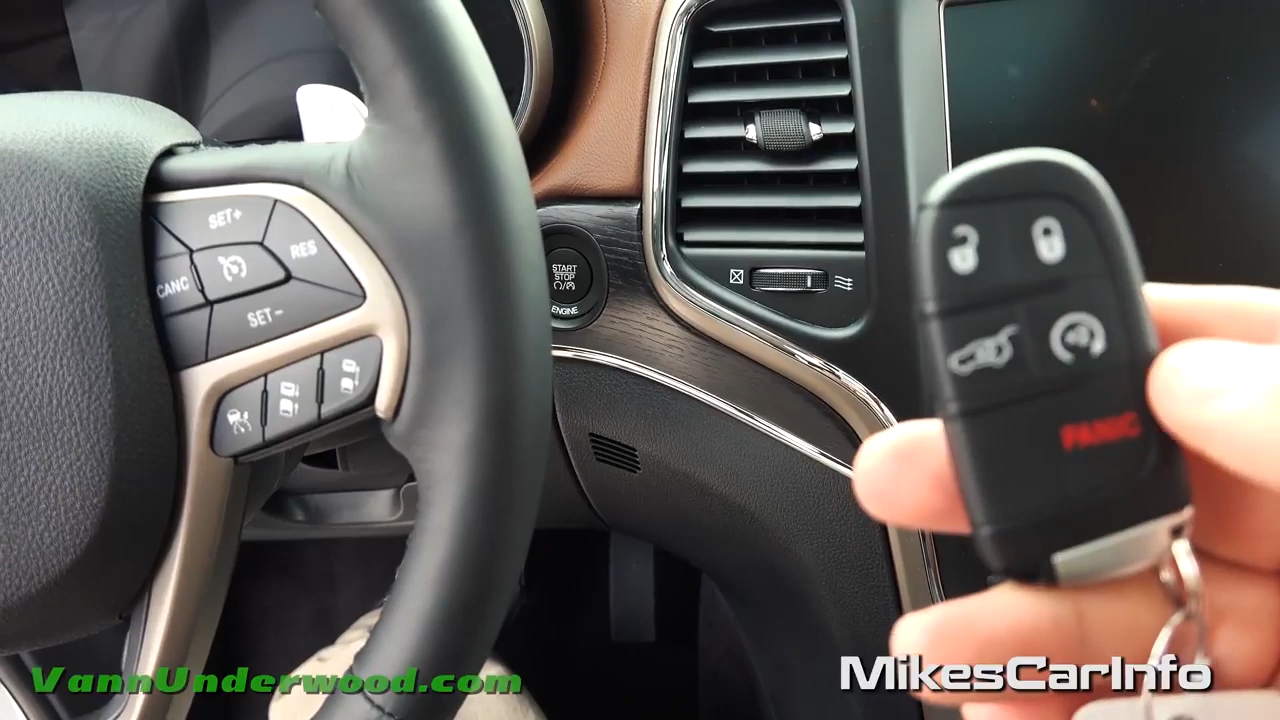 SET+
RES
CANC
SET-
START
STOP
ENGINE
PANIC
VannUnderwood.com
MikesCarInfo